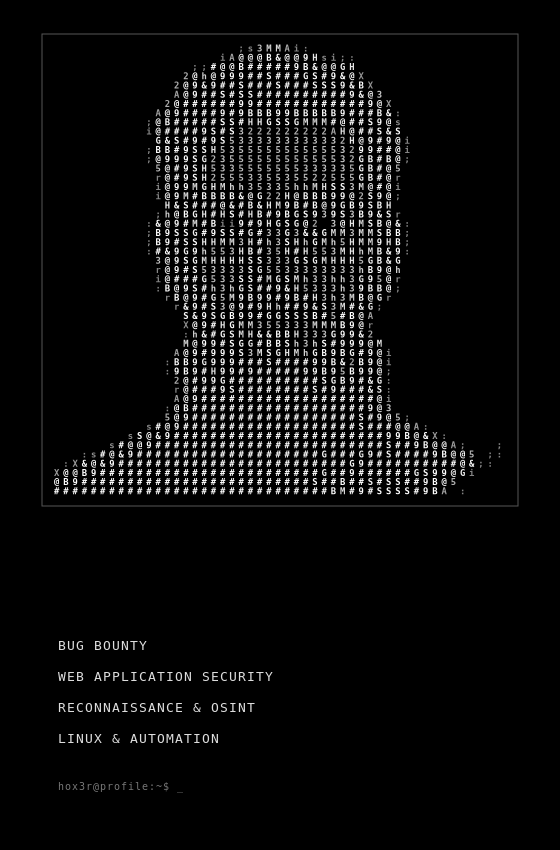 BUG BOUNTY
WEB APPLICATION SECURITY
RECONNAISSANCE & OSINT
LINUX & AUTOMATION
hox3r@profile:~$ _